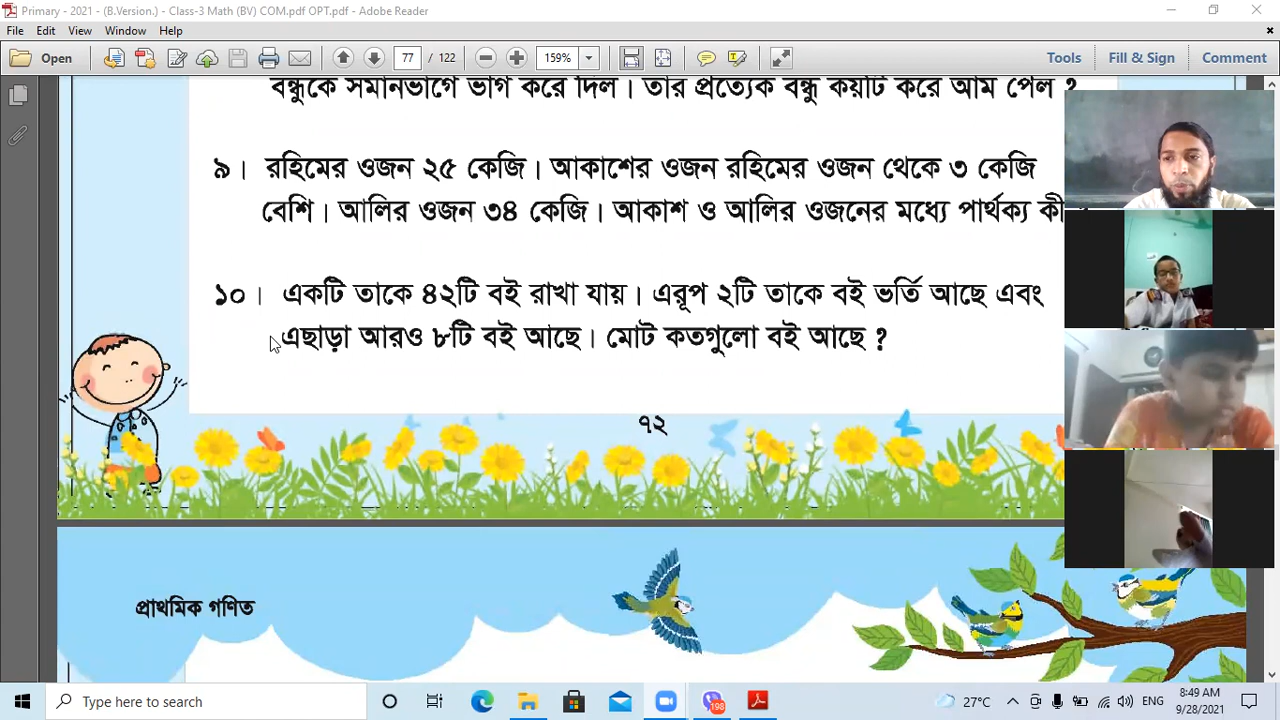 Primary - 2021 - (B.Version.) - Class-3 Math (BV) COM.pdf OPT.pdf - Adobe Reader
File Edit View Window Help
Open 77 / 122 159% Tools Fill & Sign Comment
বন্ধুকে সমানভাগে ভাগ করে দিল। তার প্রত্যেক বন্ধু কয়টি করে আম পেল ?
৯। রহিমের ওজন ২৫ কেজি। আকাশের ওজন রহিমের ওজন থেকে ৩ কেজি
বেশি। আলির ওজন ৩৪ কেজি। আকাশ ও আলির ওজনের মধ্যে পার্থক্য কী
১০। একটি তাকে ৪২টি বই রাখা যায়। এরূপ ২টি তাকে বই ভর্তি আছে এবং
এছাড়া আরও ৮টি বই আছে। মোট কতগুলো বই আছে ?
৭২
প্রাথমিক গণিত
Type here to search
198
27°C ENG 8:49 AM
9/28/2021